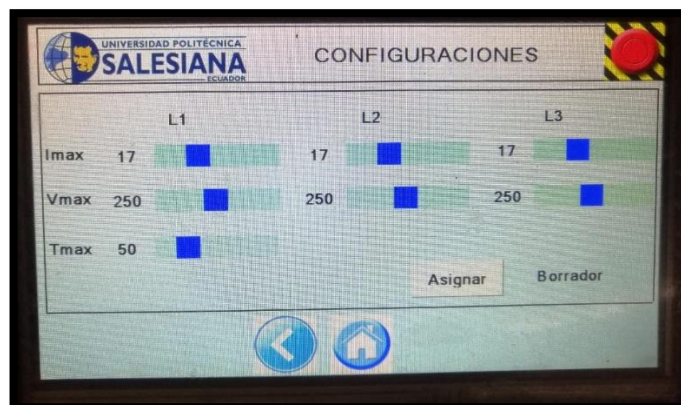 UNIVERSIDAD POLITÉCNICA
SALESIANA
ECUADOR
CONFIGURACIONES
L1 L2 L3
Imax 17 17 17
Vmax 250 250 250
Tmax 50
Asignar Borrador